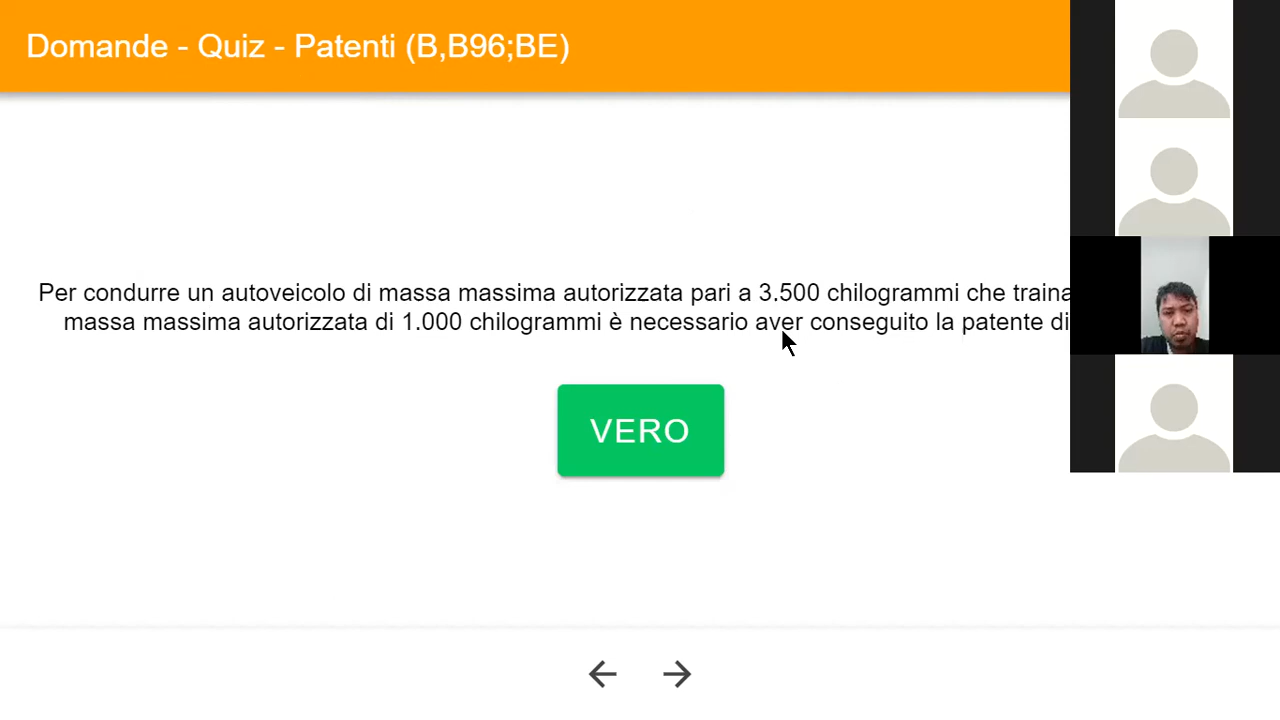 Domande - Quiz - Patenti (B,B96;BE)
Per condurre un autoveicolo di massa massima autorizzata pari a 3.500 chilogrammi che traina
massa massima autorizzata di 1.000 chilogrammi è necessario aver conseguito la patente di
VERO